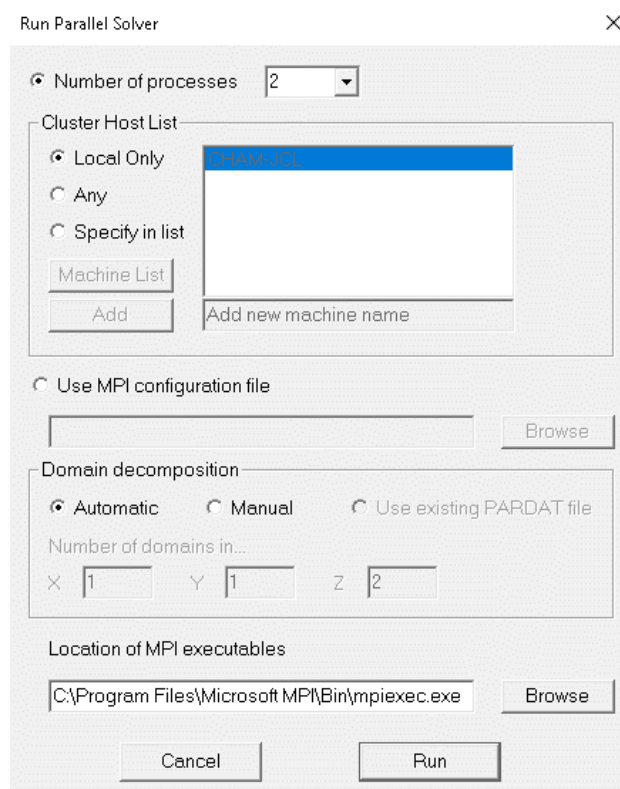 Run Parallel Solver
Number of processes 2
Cluster Host List
Local Only CHAM-JCL
Any
Specify in list
Machine List
Add Add new machine name
Use MPI configuration file
Browse
Domain decomposition
Automatic Manual Use existing PARDAT file
Number of domains in...
X 1 Y 1 Z 2
Location of MPI executables
C:\Program Files\Microsoft MPI\Bin\mpiexec.exe Browse
Cancel Run